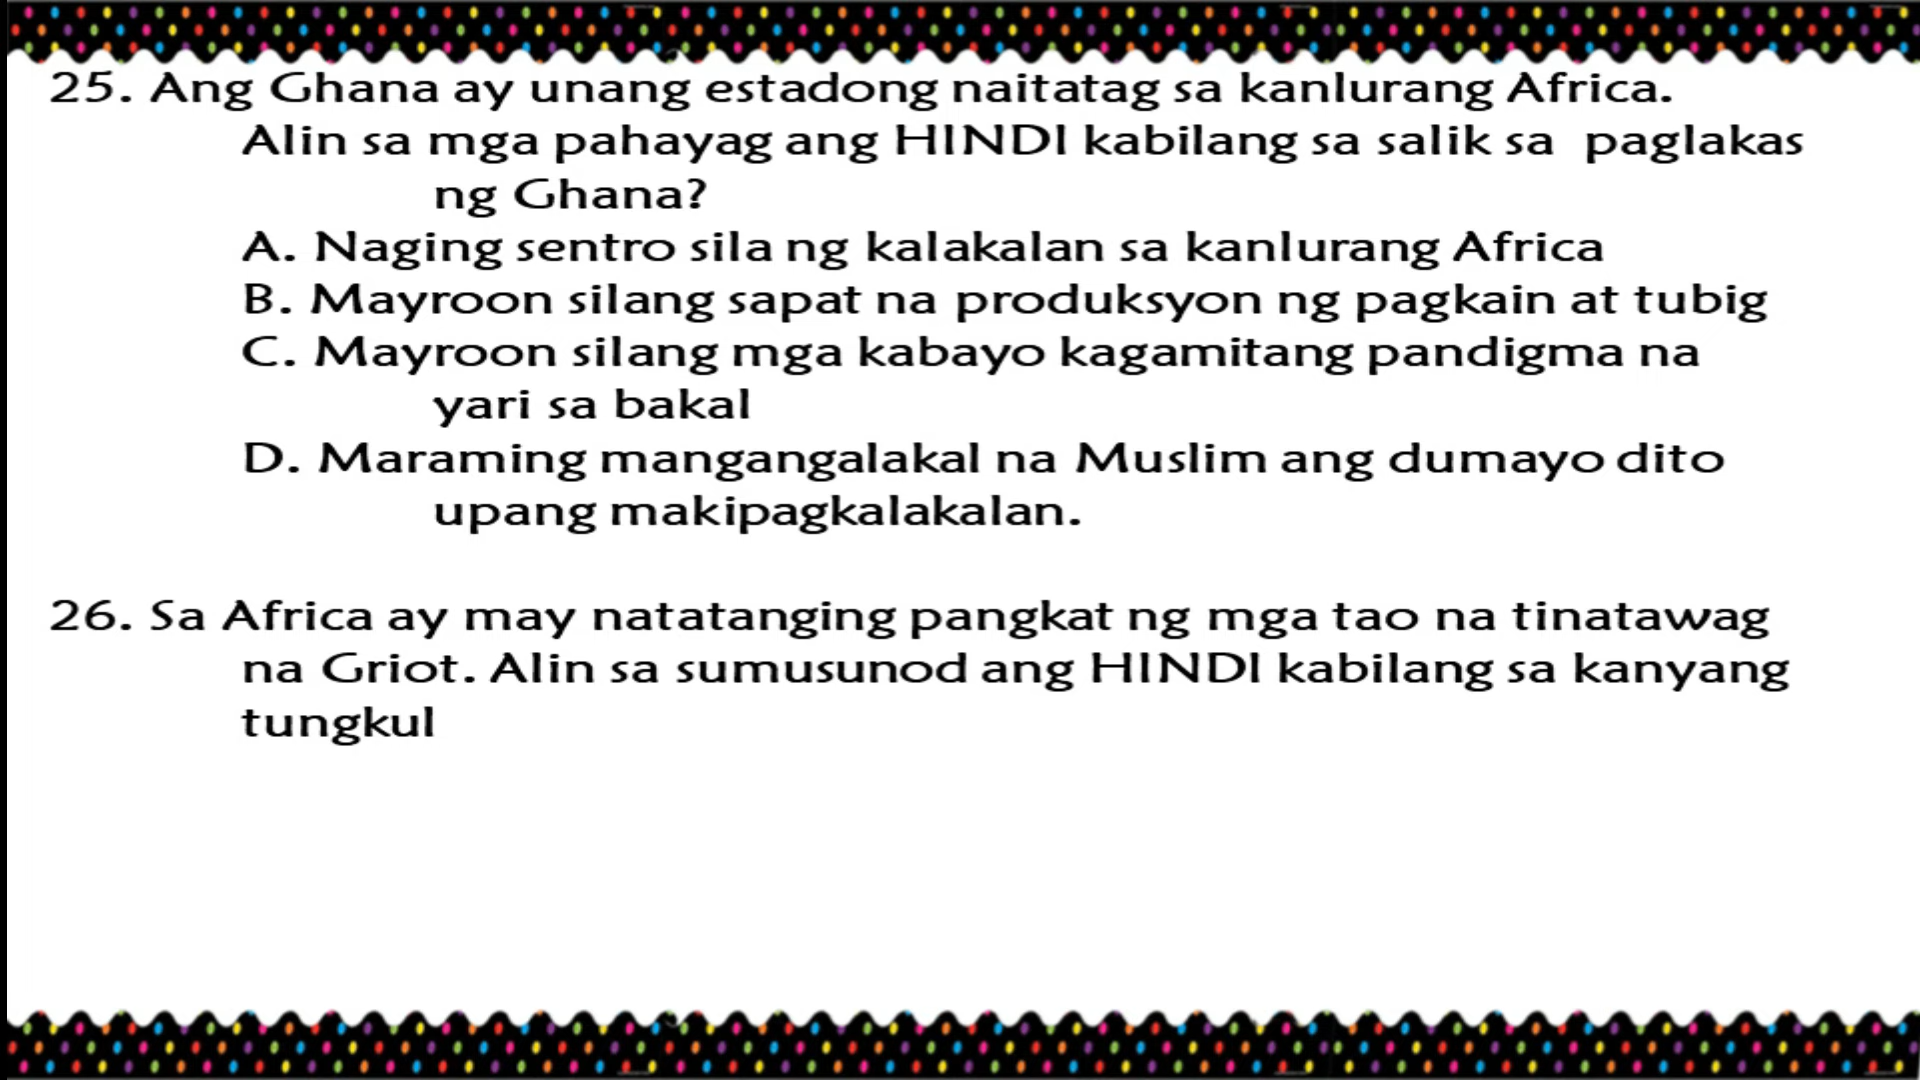 25. Ang Ghana ay unang estadong naitatag sa kanlurang Africa.
Alin sa mga pahayag ang HINDI kabilang sa salik sa paglakas
ng Ghana?
A. Naging sentro sila ng kalakalan sa kanlurang Africa
B. Mayroon silang sapat na produksyon ng pagkain at tubig
C. Mayroon silang mga kabayo kagamitang pandigma na
yari sa bakal
D. Maraming mangangalakal na Muslim ang dumayo dito
upang makipagkalakalan.
26. Sa Africa ay may natatanging pangkat ng mga tao na tinatawag
na Griot. Alin sa sumusunod ang HINDI kabilang sa kanyang
tungkul